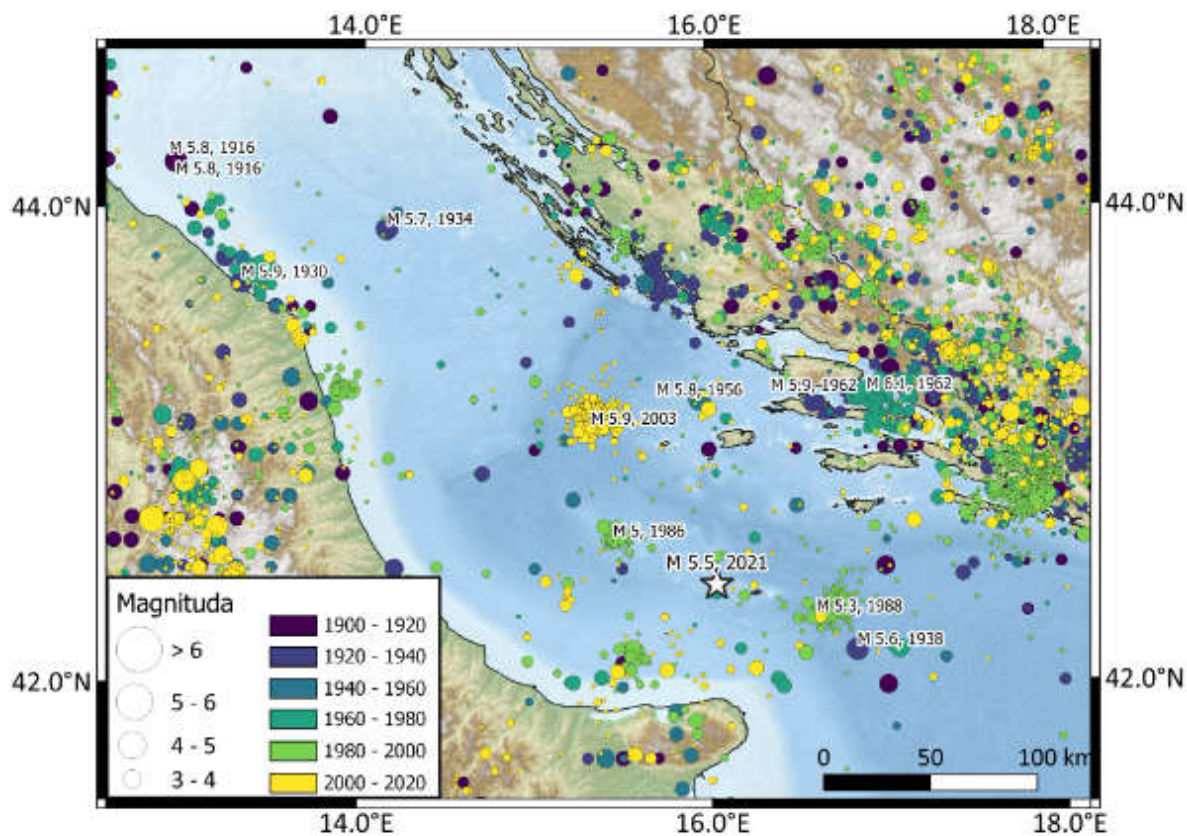 14.0°E 16.0°E 18.0°E
M 5.8, 1916
M 5.8, 1916
44.0°N 44.0°N
M 5.7, 1934
M 5.9, 1930
M 5.8, 1956
M 5.9, 1962
M 6.1, 1962
M 5.9, 2003
M 5, 1986
M 5.5, 2021
M 5.3, 1988
M 5.6, 1938
42.0°N 42.0°N
Magnituda
> 6
5 - 6
4 - 5
3 - 4
1900 - 1920
1920 - 1940
1940 - 1960
1960 - 1980
1980 - 2000
2000 - 2020
0 50 100 km
14.0°E 16.0°E 18.0°E